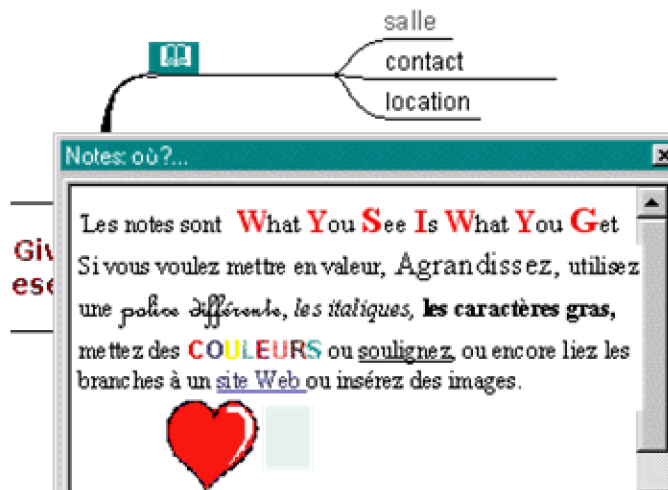 salle
contact
location
Notes: où?...
Les notes sont What You See Is What You Get
Si vous voulez mettre en valeur, Agrandissez, utilisez
une police différente, les italiques, les caractères gras,
mettez des COULEURS ou soulignez, ou encore liez les
branches à un site Web ou insérez des images.